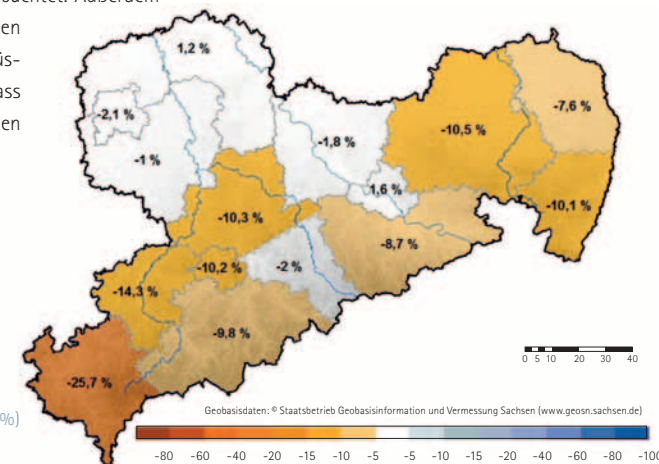 Außerdem
en
ass
en
1,2 %
-2,1 %
-1 %
-1,8 %
-10,5 %
-7,6 %
1,6 %
-10,1 %
-10,3 %
-8,7 %
-2 %
-10,2 %
-14,3 %
-9,8 %
-25,7 %
0 5 10 20 30 40
%)
Geobasisdaten: © Staatsbetrieb Geobasisinformation und Vermessung Sachsen (www.geosn.sachsen.de)
-80 -60 -40 -20 -15 -10 -5 -5 -10 -15 -20 -40 -60 -80 -100